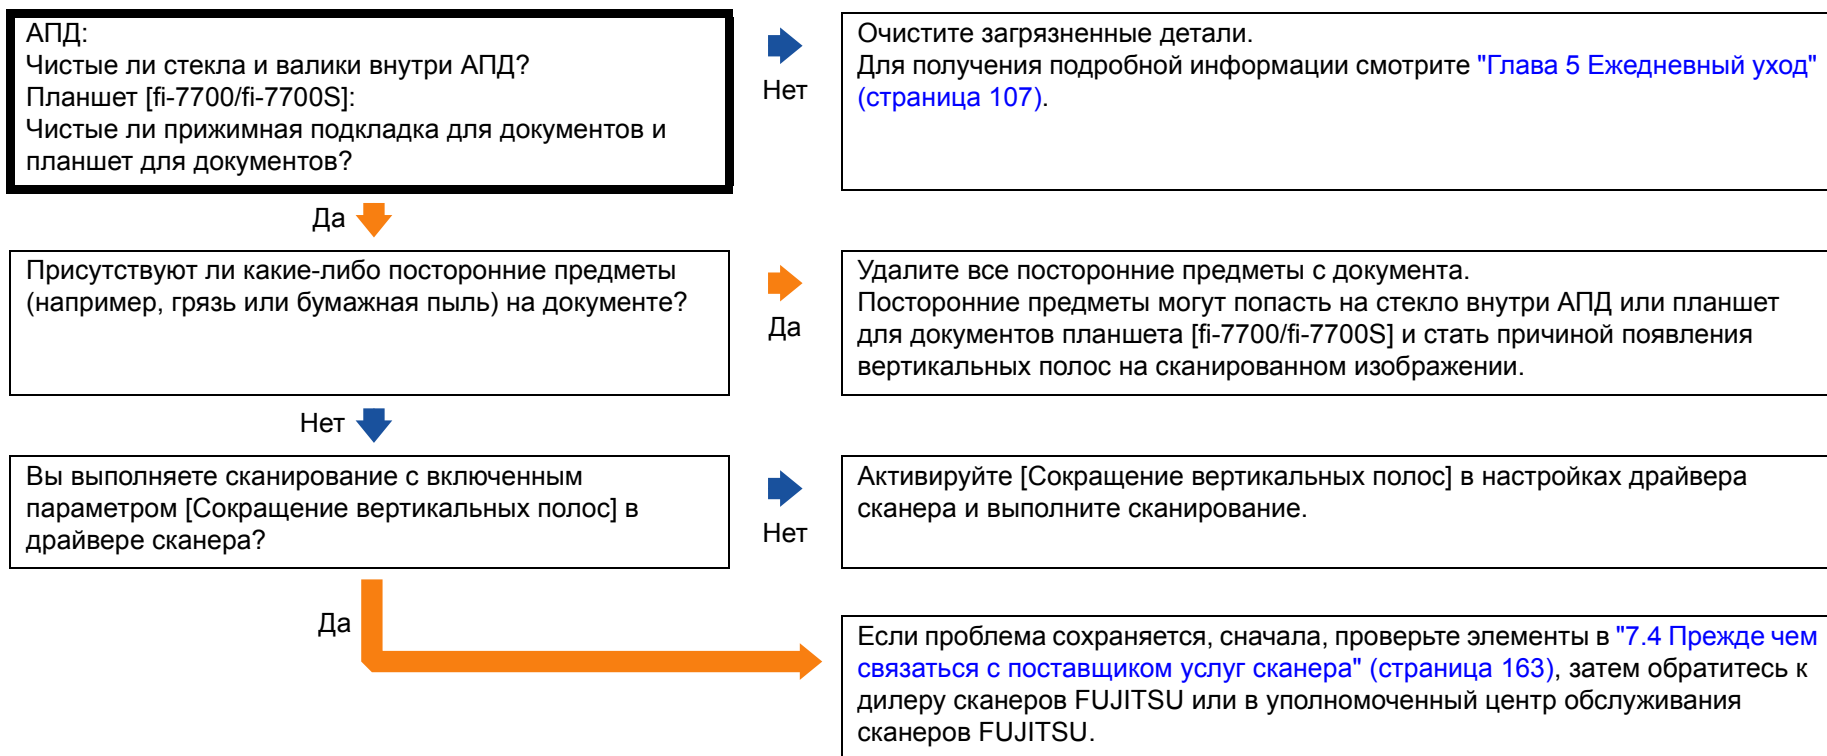 АПД:
Чистые ли стекла и валики внутри АПД?
Планшет [fi-7700/fi-7700S]:
Чистые ли прижимная подкладка для документов и
планшет для документов?
Нет
Очистите загрязненные детали.
Для получения подробной информации смотрите "Глава 5 Ежедневный уход"
(страница 107).
Да
Присутствуют ли какие-либо посторонние предметы
(например, грязь или бумажная пыль) на документе?
Да
Удалите все посторонние предметы с документа.
Посторонние предметы могут попасть на стекло внутри АПД или планшет
для документов планшета [fi-7700/fi-7700S] и стать причиной появления
вертикальных полос на сканированном изображении.
Нет
Вы выполняете сканирование с включенным
параметром [Сокращение вертикальных полос] в
драйвере сканера?
Нет
Активируйте [Сокращение вертикальных полос] в настройках драйвера
сканера и выполните сканирование.
Да
Если проблема сохраняется, сначала, проверьте элементы в "7.4 Прежде чем
связаться с поставщиком услуг сканера" (страница 163), затем обратитесь к
дилеру сканеров FUJITSU или в уполномоченный центр обслуживания
сканеров FUJITSU.